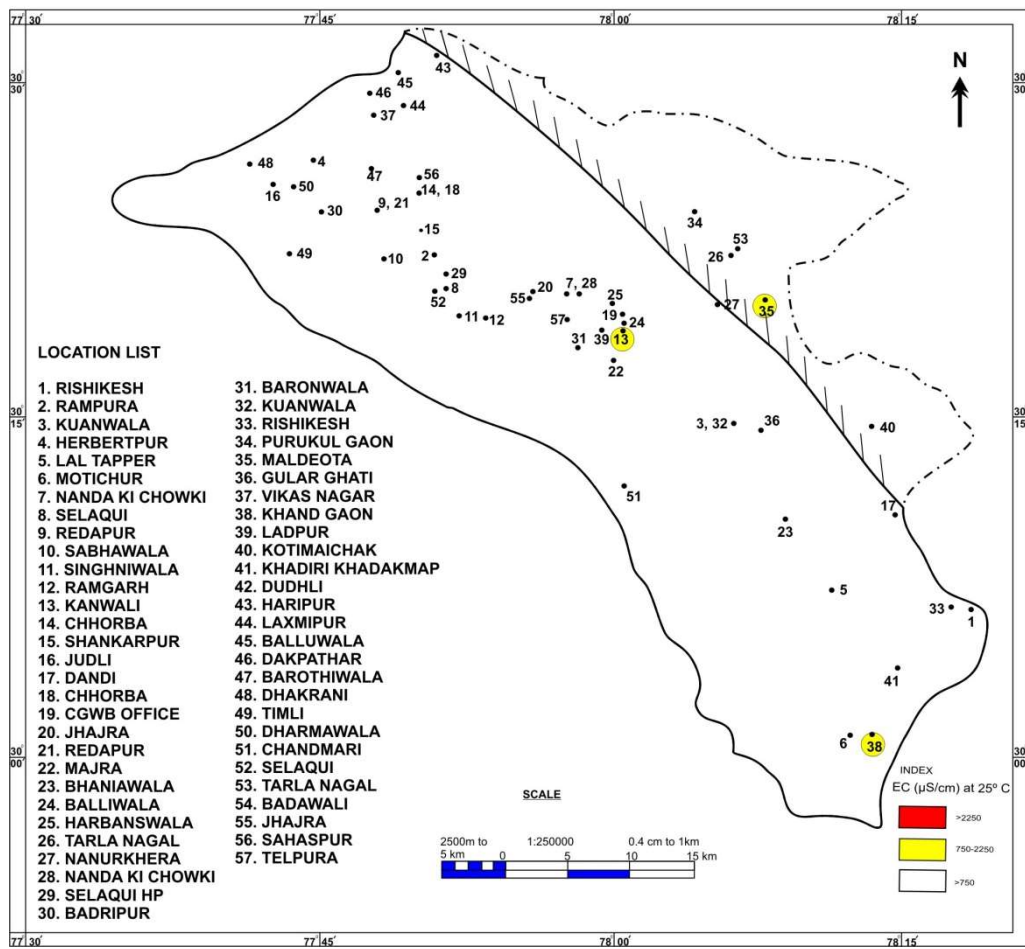 77° 30' 77° 45' 78° 00' 78° 15'
N
30° 30' 30° 30'
43
45
46
44
37
48
4
47
56
16
50
14, 18
9, 21
30
34
15
53
49
10
2
26
29
8
52
20
7, 28
25
27
35
55
11
12
57
19
24
39
13
31
22
LOCATION LIST
1. RISHIKESH
2. RAMPURA
3. KUANWALA
4. HERBERTPUR
5. LAL TAPPER
6. MOTICHUR
7. NANDA KI CHOWKI
8. SELAQUI
9. REDAPUR
10. SABHAWALA
11. SINGHNIWALA
12. RAMGARH
13. KANWALI
14. CHHORBA
15. SHANKARPUR
16. JUDLI
17. DANDI
18. CHHORBA
19. CGWB OFFICE
20. JHAJRA
21. REDAPUR
22. MAJRA
23. BHANIAWALA
24. BALLIWALA
25. HARBANSWALA
26. TARLA NAGAL
27. NANURKHERA
28. NANDA KI CHOWKI
29. SELAQUI HP
30. BADRIPUR
31. BARONWALA
32. KUANWALA
33. RISHIKESH
34. PURUKUL GAON
35. MALDEOTA
36. GULAR GHATI
37. VIKAS NAGAR
38. KHAND GAON
39. LADPUR
40. KOTIMAICHAK
41. KHADIRI KHADAKMAP
42. DUDHLI
43. HARIPUR
44. LAXMIPUR
45. BALLUWALA
46. DAKPATHAR
47. BAROTHIWALA
48. DHAKRANI
49. TIMLI
50. DHARMAWALA
51. CHANDMARI
52. SELAQUI
53. TARLA NAGAL
54. BADAWALI
55. JHAJRA
56. SAHASPUR
57. TELPURA
30° 15' 30° 15'
3, 32
36
40
51
23
17
5
33
1
41
6
38
30° 00' 30° 00'
SCALE
2500m to 1:250000 0.4 cm to 1km
5 km 0 5 10 15 km
INDEX
EC (µS/cm) at 25º C
>2250
750-2250
>750
77° 30' 77° 45' 78° 00' 78° 15'